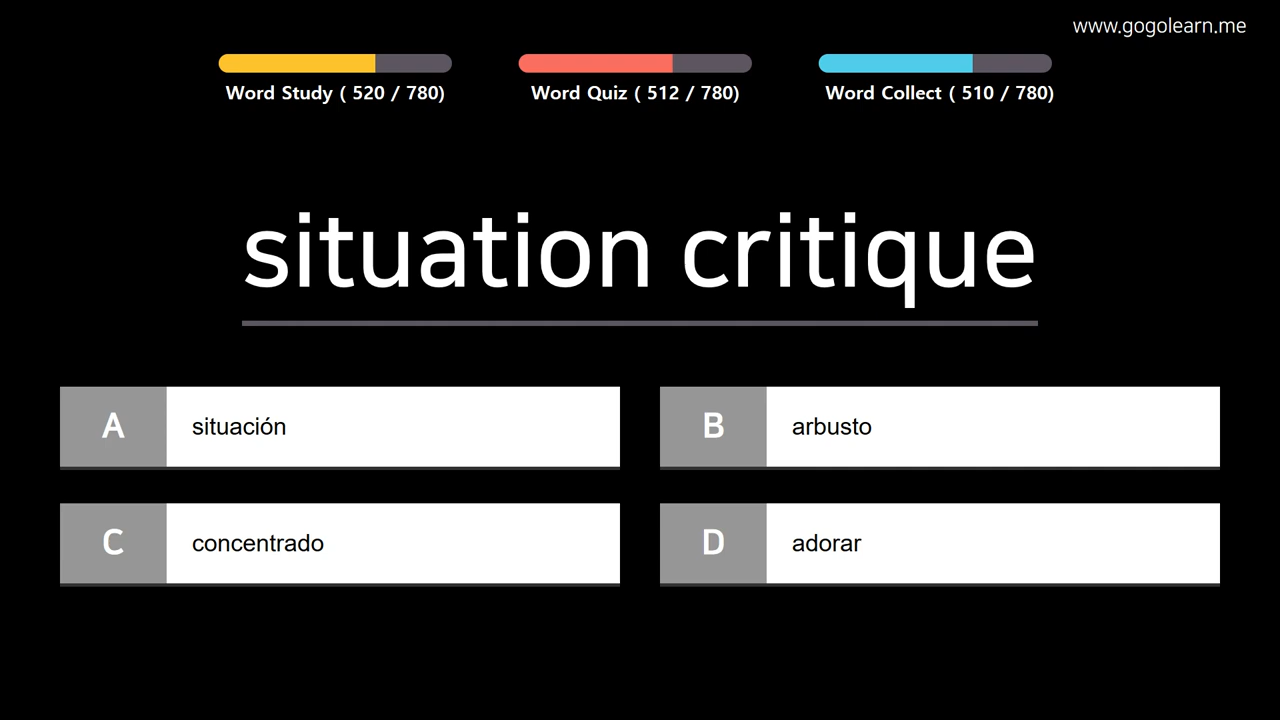 www.gogolearn.me
Word Study ( 520 / 780)
Word Quiz ( 512 / 780)
Word Collect ( 510 / 780)
situation critique
A situación
B arbusto
C concentrado
D adorar